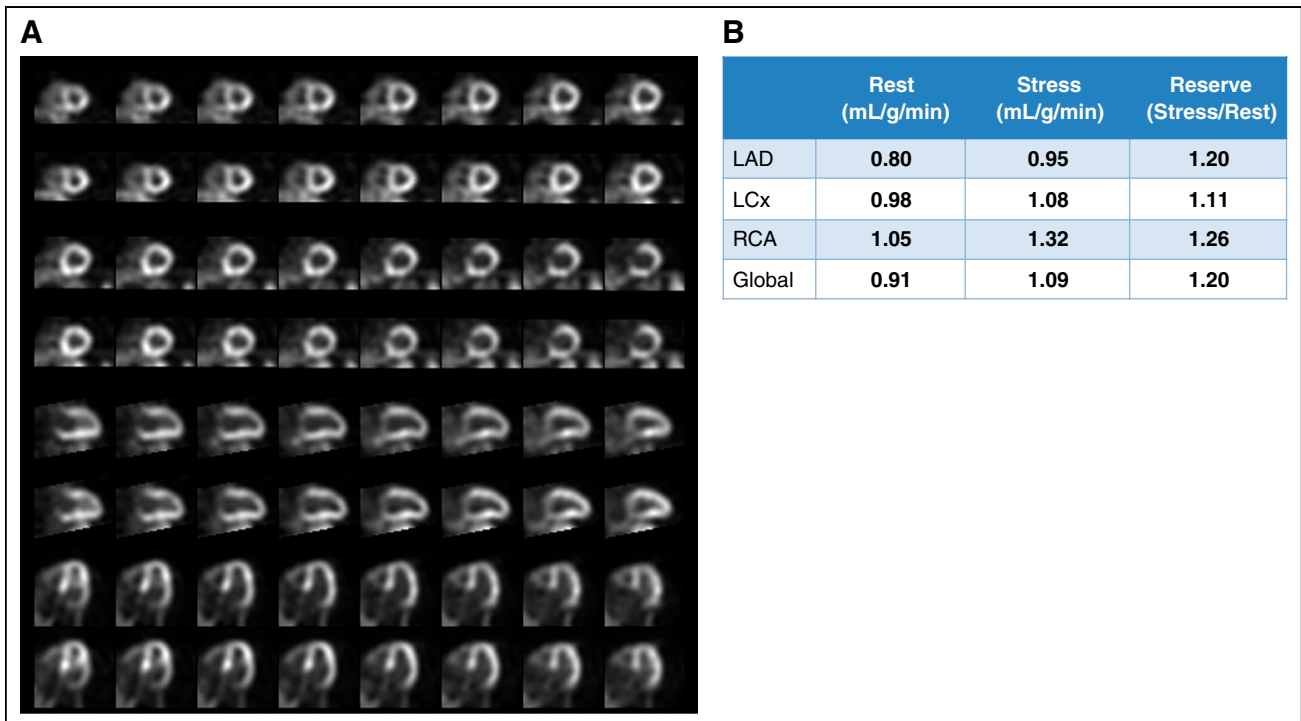 A
B
Rest Stress Reserve
(mL/g/min) (mL/g/min) (Stress/Rest)
LAD 0.80 0.95 1.20
LCx 0.98 1.08 1.11
RCA 1.05 1.32 1.26
Global 0.91 1.09 1.20